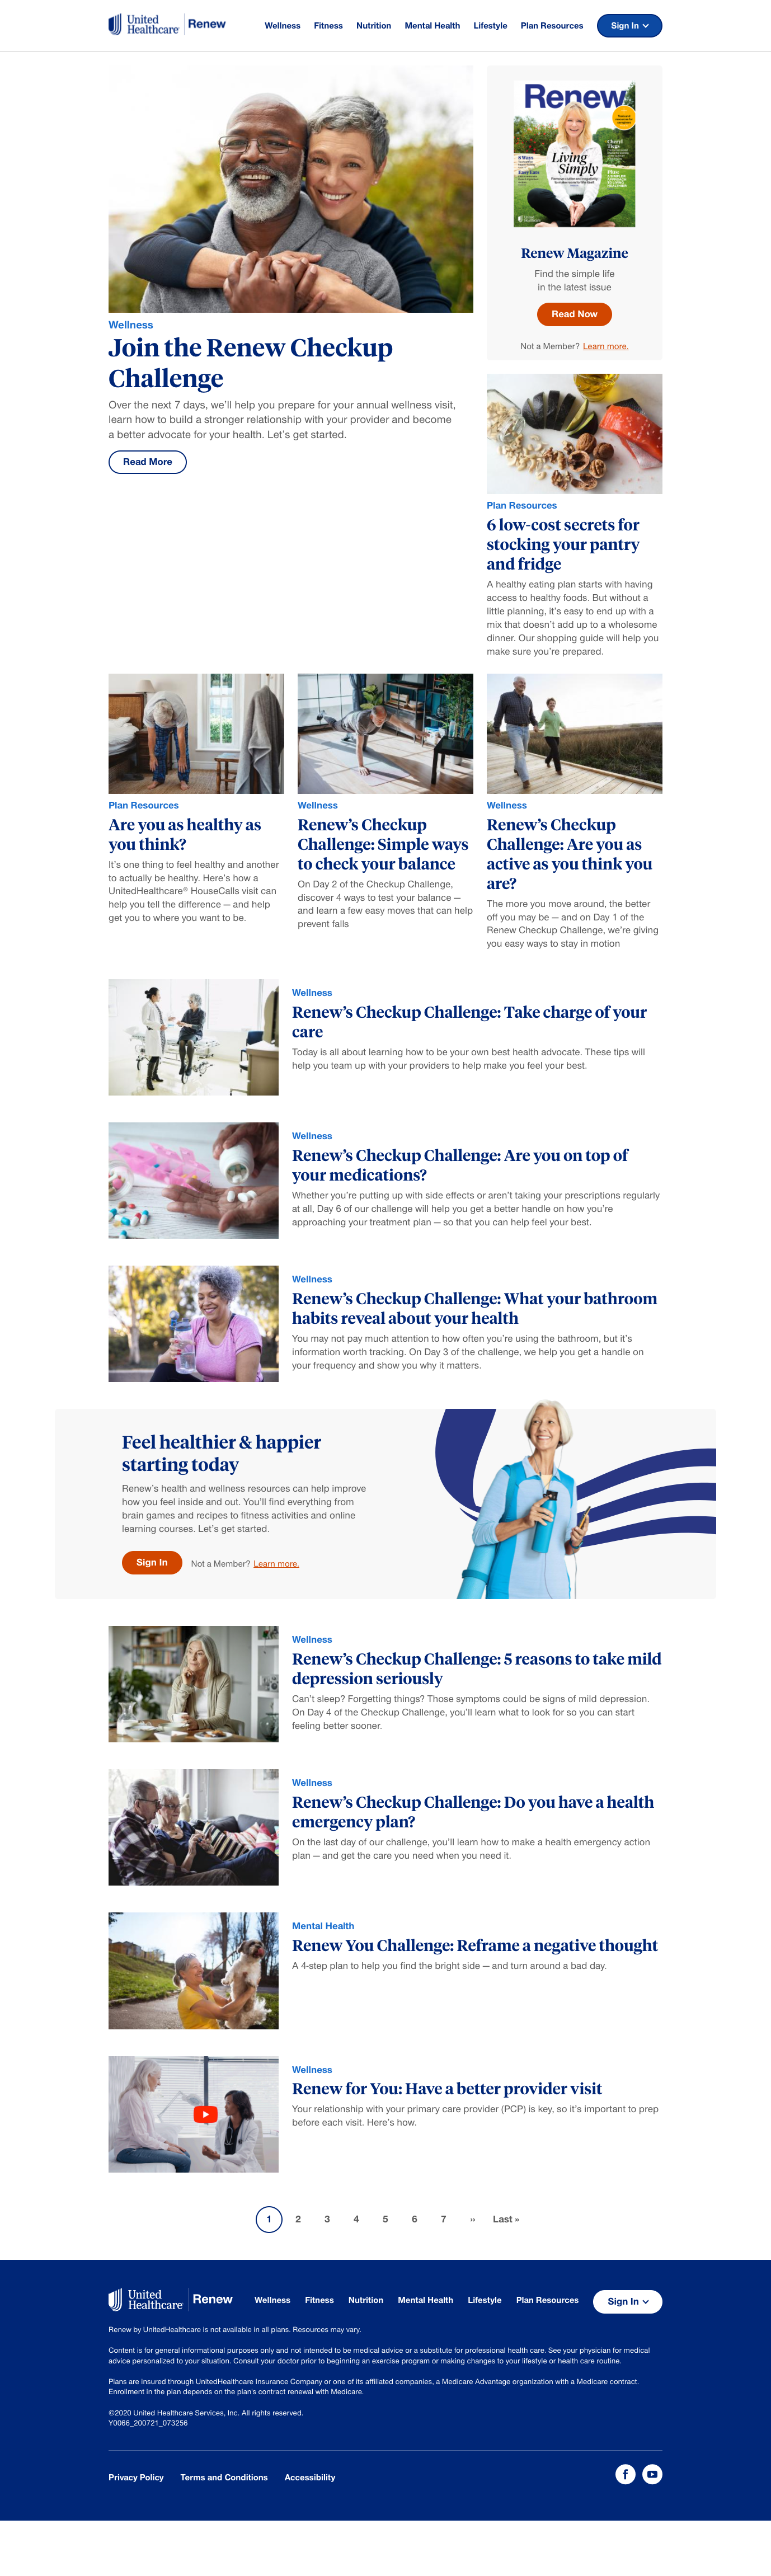 United Healthcare Renew
Wellness Fitness Nutrition Mental Health Lifestyle Plan Resources Sign In
Renew
Living
Simply
Cheryl
Tiegs
6 Ways
Plus
Renew Magazine
Find the simple life
in the latest issue
Read Now
Not a Member? Learn more.
Wellness
Join the Renew Checkup
Challenge
Over the next 7 days, we’ll help you prepare for your annual wellness visit,
learn how to build a stronger relationship with your provider and become
a better advocate for your health. Let’s get started.
Read More
Plan Resources
6 low-cost secrets for
stocking your pantry
and fridge
A healthy eating plan starts with having
access to healthy foods. But without a
little planning, it’s easy to end up with a
mix that doesn’t add up to a wholesome
dinner. Our shopping guide will help you
make sure you’re prepared.
Plan Resources
Are you as healthy as
you think?
It’s one thing to feel healthy and another
to actually be healthy. Here’s how a
UnitedHealthcare® HouseCalls visit can
help you tell the difference — and help
get you to where you want to be.
Wellness
Renew’s Checkup
Challenge: Simple ways
to check your balance
On Day 2 of the Checkup Challenge,
discover 4 ways to test your balance —
and learn a few easy moves that can help
prevent falls
Wellness
Renew’s Checkup
Challenge: Are you as
active as you think you
are?
The more you move around, the better
off you may be — and on Day 1 of the
Renew Checkup Challenge, we’re giving
you easy ways to stay in motion
Wellness
Renew’s Checkup Challenge: Take charge of your
care
Today is all about learning how to be your own best health advocate. These tips will
help you team up with your providers to help make you feel your best.
Wellness
Renew’s Checkup Challenge: Are you on top of
your medications?
Whether you’re putting up with side effects or aren’t taking your prescriptions regularly
at all, Day 6 of our challenge will help you get a better handle on how you’re
approaching your treatment plan — so that you can help feel your best.
Wellness
Renew’s Checkup Challenge: What your bathroom
habits reveal about your health
You may not pay much attention to how often you’re using the bathroom, but it’s
information worth tracking. On Day 3 of the challenge, we help you get a handle on
your frequency and show you why it matters.
Feel healthier & happier
starting today
Renew’s health and wellness resources can help improve
how you feel inside and out. You’ll find everything from
brain games and recipes to fitness activities and online
learning courses. Let’s get started.
Sign In Not a Member? Learn more.
Wellness
Renew’s Checkup Challenge: 5 reasons to take mild
depression seriously
Can’t sleep? Forgetting things? Those symptoms could be signs of mild depression.
On Day 4 of the Checkup Challenge, you’ll learn what to look for so you can start
feeling better sooner.
Wellness
Renew’s Checkup Challenge: Do you have a health
emergency plan?
On the last day of our challenge, you’ll learn how to make a health emergency action
plan — and get the care you need when you need it.
Mental Health
Renew You Challenge: Reframe a negative thought
A 4-step plan to help you find the bright side — and turn around a bad day.
Wellness
Renew for You: Have a better provider visit
Your relationship with your primary care provider (PCP) is key, so it’s important to prep
before each visit. Here’s how.
1 2 3 4 5 6 7 ›› Last »
United Healthcare Renew
Wellness Fitness Nutrition Mental Health Lifestyle Plan Resources Sign In
Renew by UnitedHealthcare is not available in all plans. Resources may vary.
Content is for general informational purposes only and not intended to be medical advice or a substitute for professional health care. See your physician for medical
advice personalized to your situation. Consult your doctor prior to beginning an exercise program or making changes to your lifestyle or health care routine.
Plans are insured through UnitedHealthcare Insurance Company or one of its affiliated companies, a Medicare Advantage organization with a Medicare contract.
Enrollment in the plan depends on the plan’s contract renewal with Medicare.
©2020 United Healthcare Services, Inc. All rights reserved.
Y0066_200721_073256
Privacy Policy Terms and Conditions Accessibility